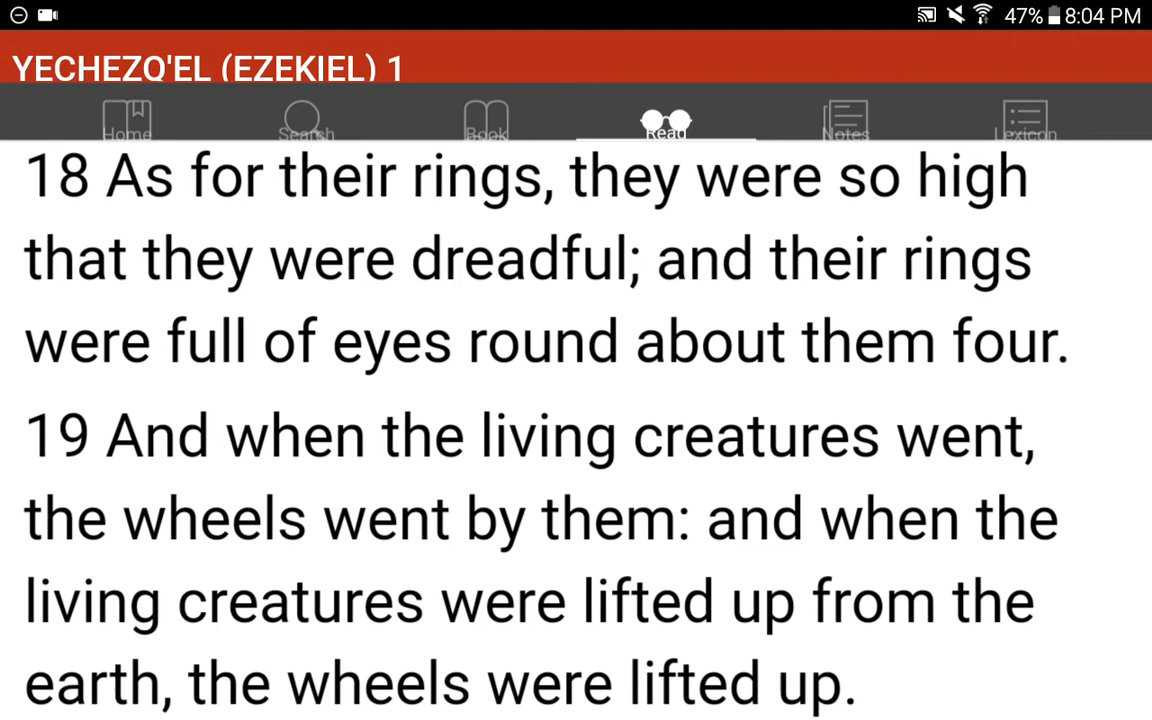 47% 8:04 PM
YECHEZQ'EL (EZEKIEL) 1
Home Search Book Read Notes Lexicon
18 As for their rings, they were so high
that they were dreadful; and their rings
were full of eyes round about them four.
19 And when the living creatures went,
the wheels went by them: and when the
living creatures were lifted up from the
earth, the wheels were lifted up.